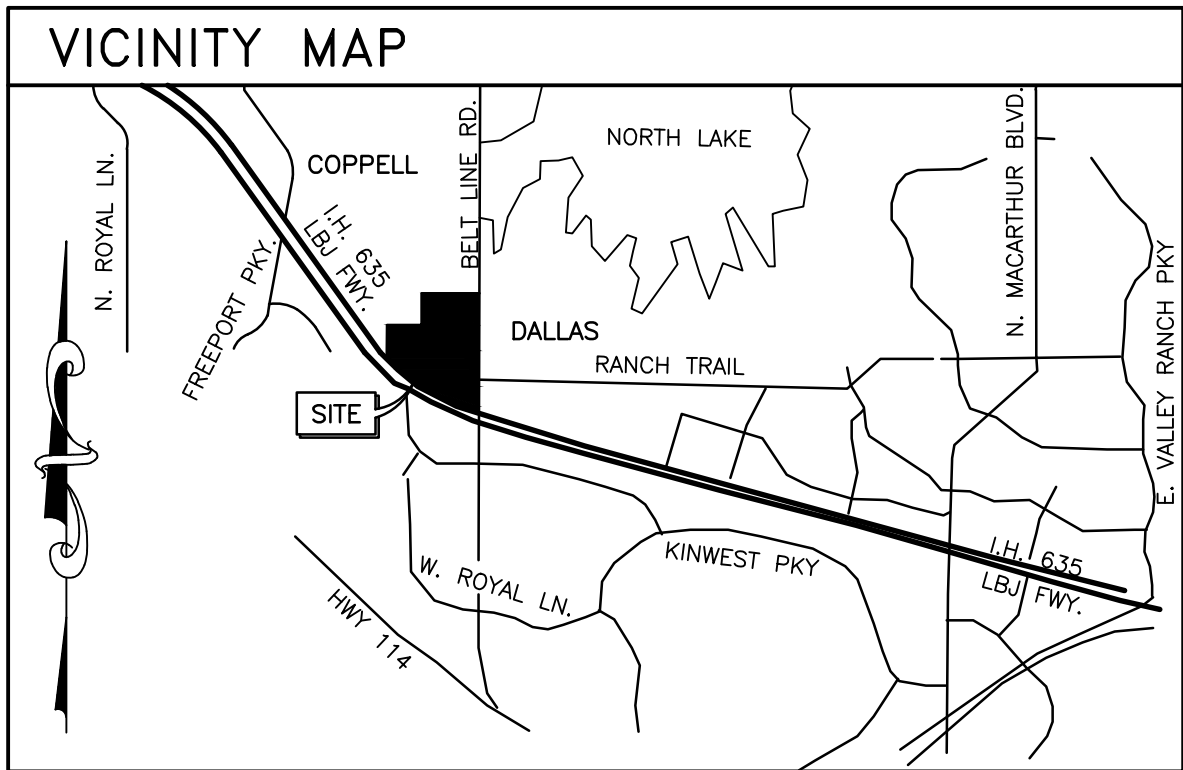 VICINITY MAP
N. ROYAL LN.
COPPELL
BELT LINE RD.
NORTH LAKE
N. MACARTHUR BLVD.
I.H. 635
LBJ FWY.
FREEPORT PKY.
E. VALLEY RANCH PKY
DALLAS
RANCH TRAIL
SITE
I.H. 635
LBJ FWY.
KINWEST PKY
W. ROYAL LN.
HWY 114